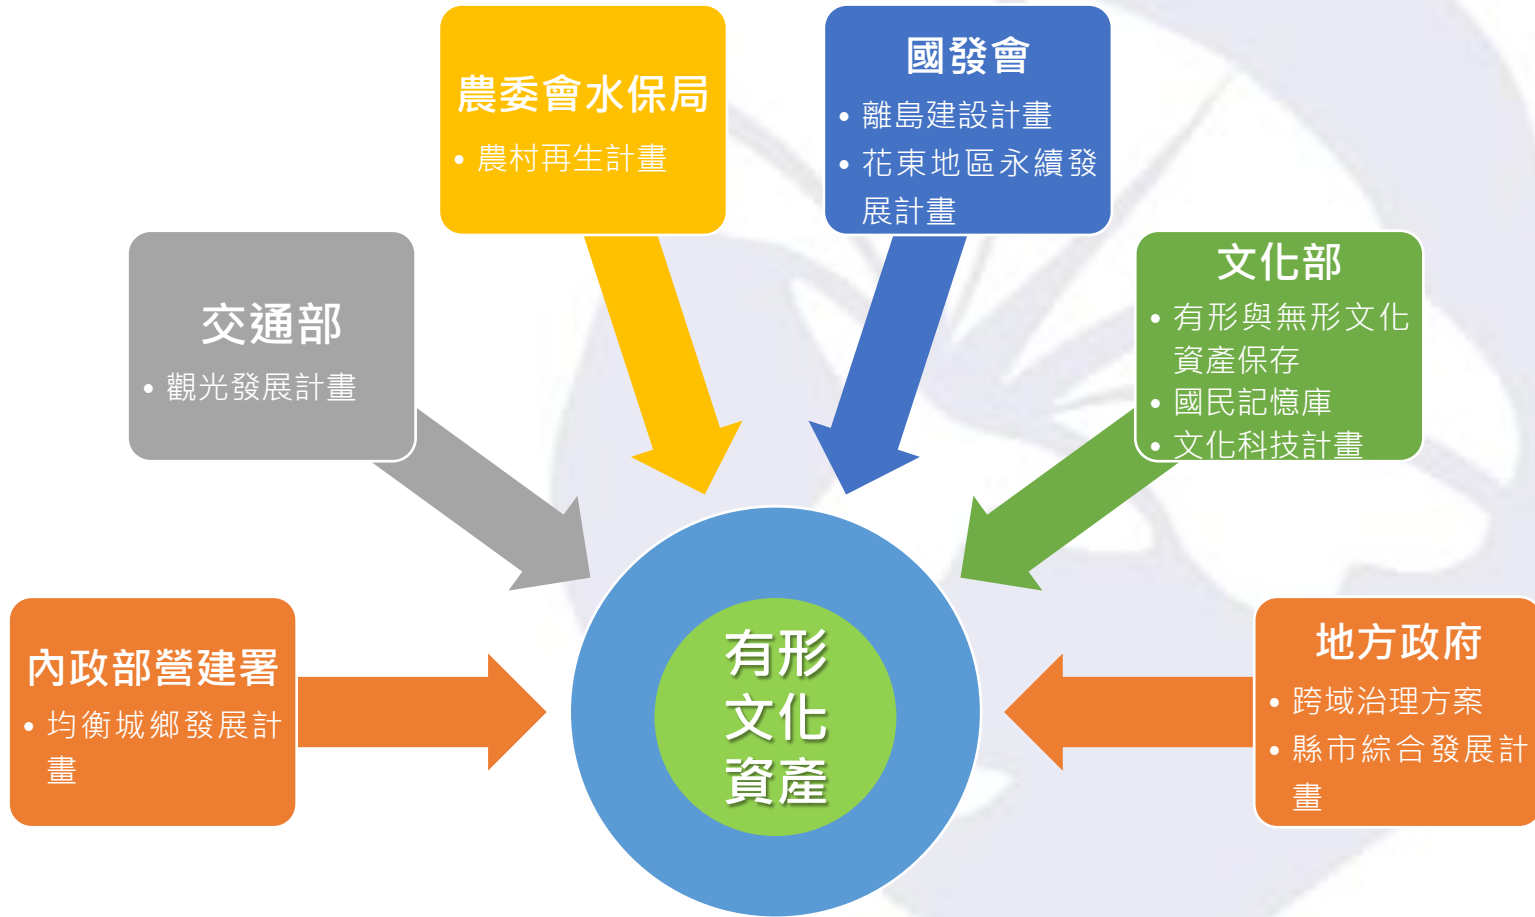 農委會水保局
• 農村再生計畫
國發會
• 離島建設計畫
• 花東地區永續發
展計畫
交通部
• 觀光發展計畫
文化部
• 有形與無形文化
資產保存
• 國民記憶庫
• 文化科技計畫
內政部營建署
• 均衡城鄉發展計
畫
地方政府
• 跨域治理方案
• 縣市綜合發展計
畫
有形
文化
資產